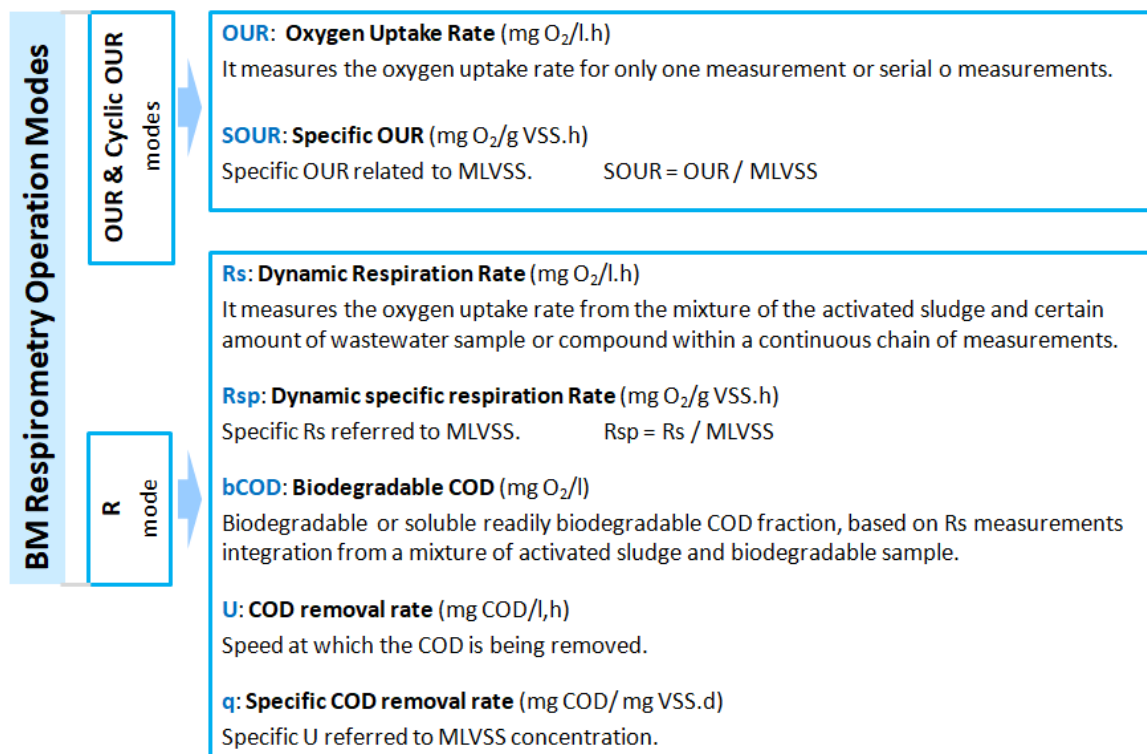 BM Respirometry Operation Modes
OUR & Cyclic OUR
modes
OUR: Oxygen Uptake Rate (mg O₂/l.h)
It measures the oxygen uptake rate for only one measurement or serial o measurements.
SOUR: Specific OUR (mg O₂/g VSS.h)
Specific OUR related to MLVSS. SOUR = OUR / MLVSS
R
mode
Rs: Dynamic Respiration Rate (mg O₂/l.h)
It measures the oxygen uptake rate from the mixture of the activated sludge and certain
amount of wastewater sample or compound within a continuous chain of measurements.
Rsp: Dynamic specific respiration Rate (mg O₂/g VSS.h)
Specific Rs referred to MLVSS. Rsp = Rs / MLVSS
bCOD: Biodegradable COD (mg O₂/l)
Biodegradable or soluble readily biodegradable COD fraction, based on Rs measurements
integration from a mixture of activated sludge and biodegradable sample.
U: COD removal rate (mg COD/l,h)
Speed at which the COD is being removed.
q: Specific COD removal rate (mg COD/ mg VSS.d)
Specific U referred to MLVSS concentration.